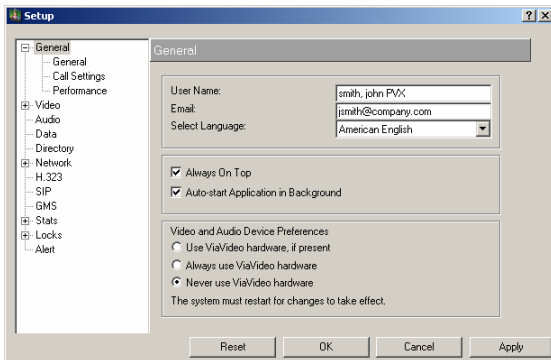 Setup
General
General
Call Settings
Performance
Video
Audio
Data
Directory
Network
H.323
SIP
GMS
Stats
Locks
Alert
General
User Name: smith, john PVX
Email: jsmith@company.com
Select Language: American English
Always On Top
Auto-start Application in Background
Video and Audio Device Preferences
Use ViaVideo hardware, if present
Always use ViaVideo hardware
Never use ViaVideo hardware
The system must restart for changes to take effect.
Reset OK Cancel Apply